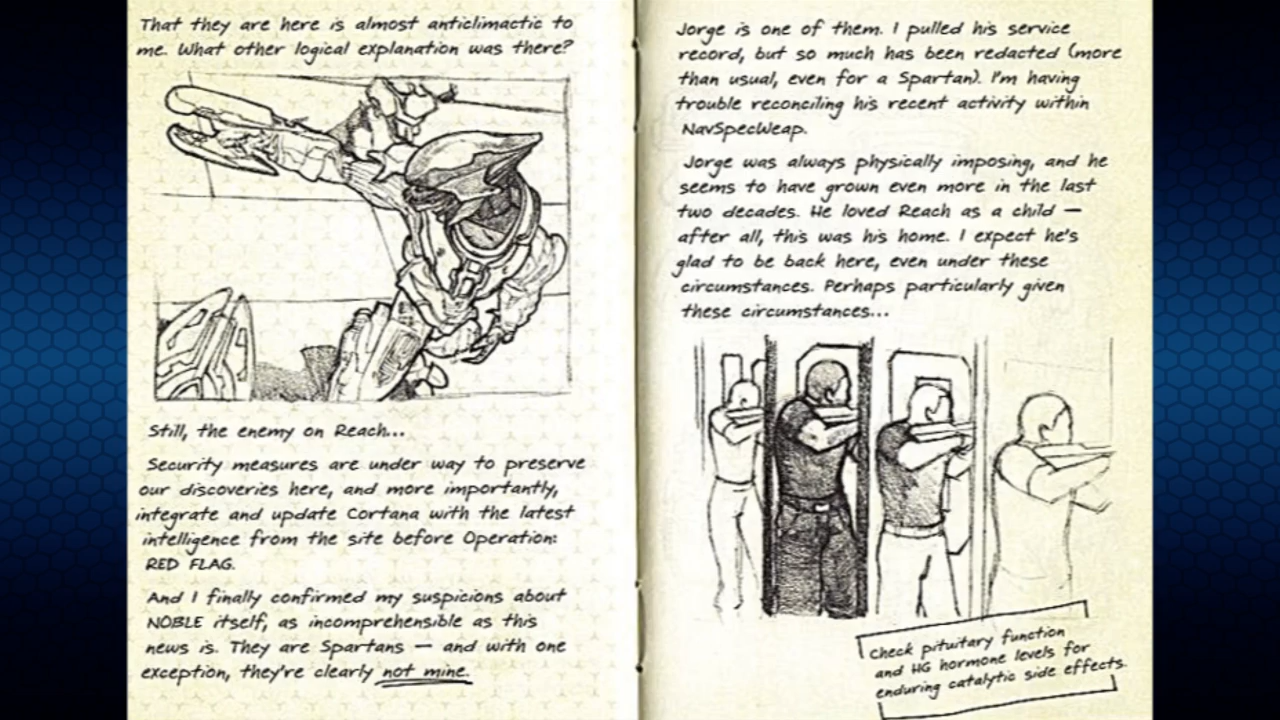 That they are here is almost anticlimactic to
me. What other logical explanation was there?
Still, the enemy on Reach...
Security measures are under way to preserve
our discoveries here, and more importantly,
integrate and update Cortana with the latest
intelligence from the site before Operation:
RED FLAG.
And I finally confirmed my suspicions about
NOBLE itself, as incomprehensible as this
news is. They are Spartans — and with one
exception, they're clearly not mine.
Jorge is one of them. I pulled his service
record, but so much has been redacted (more
than usual, even for a Spartan). I'm having
trouble reconciling his recent activity within
NavSpecWeap.
Jorge was always physically imposing, and he
seems to have grown even more in the last
two decades. He loved Reach as a child —
after all, this was his home. I expect he's
glad to be back here, even under these
circumstances. Perhaps particularly given
these circumstances...
Check pituitary function
and HG hormone levels for
enduring catalytic side effects.